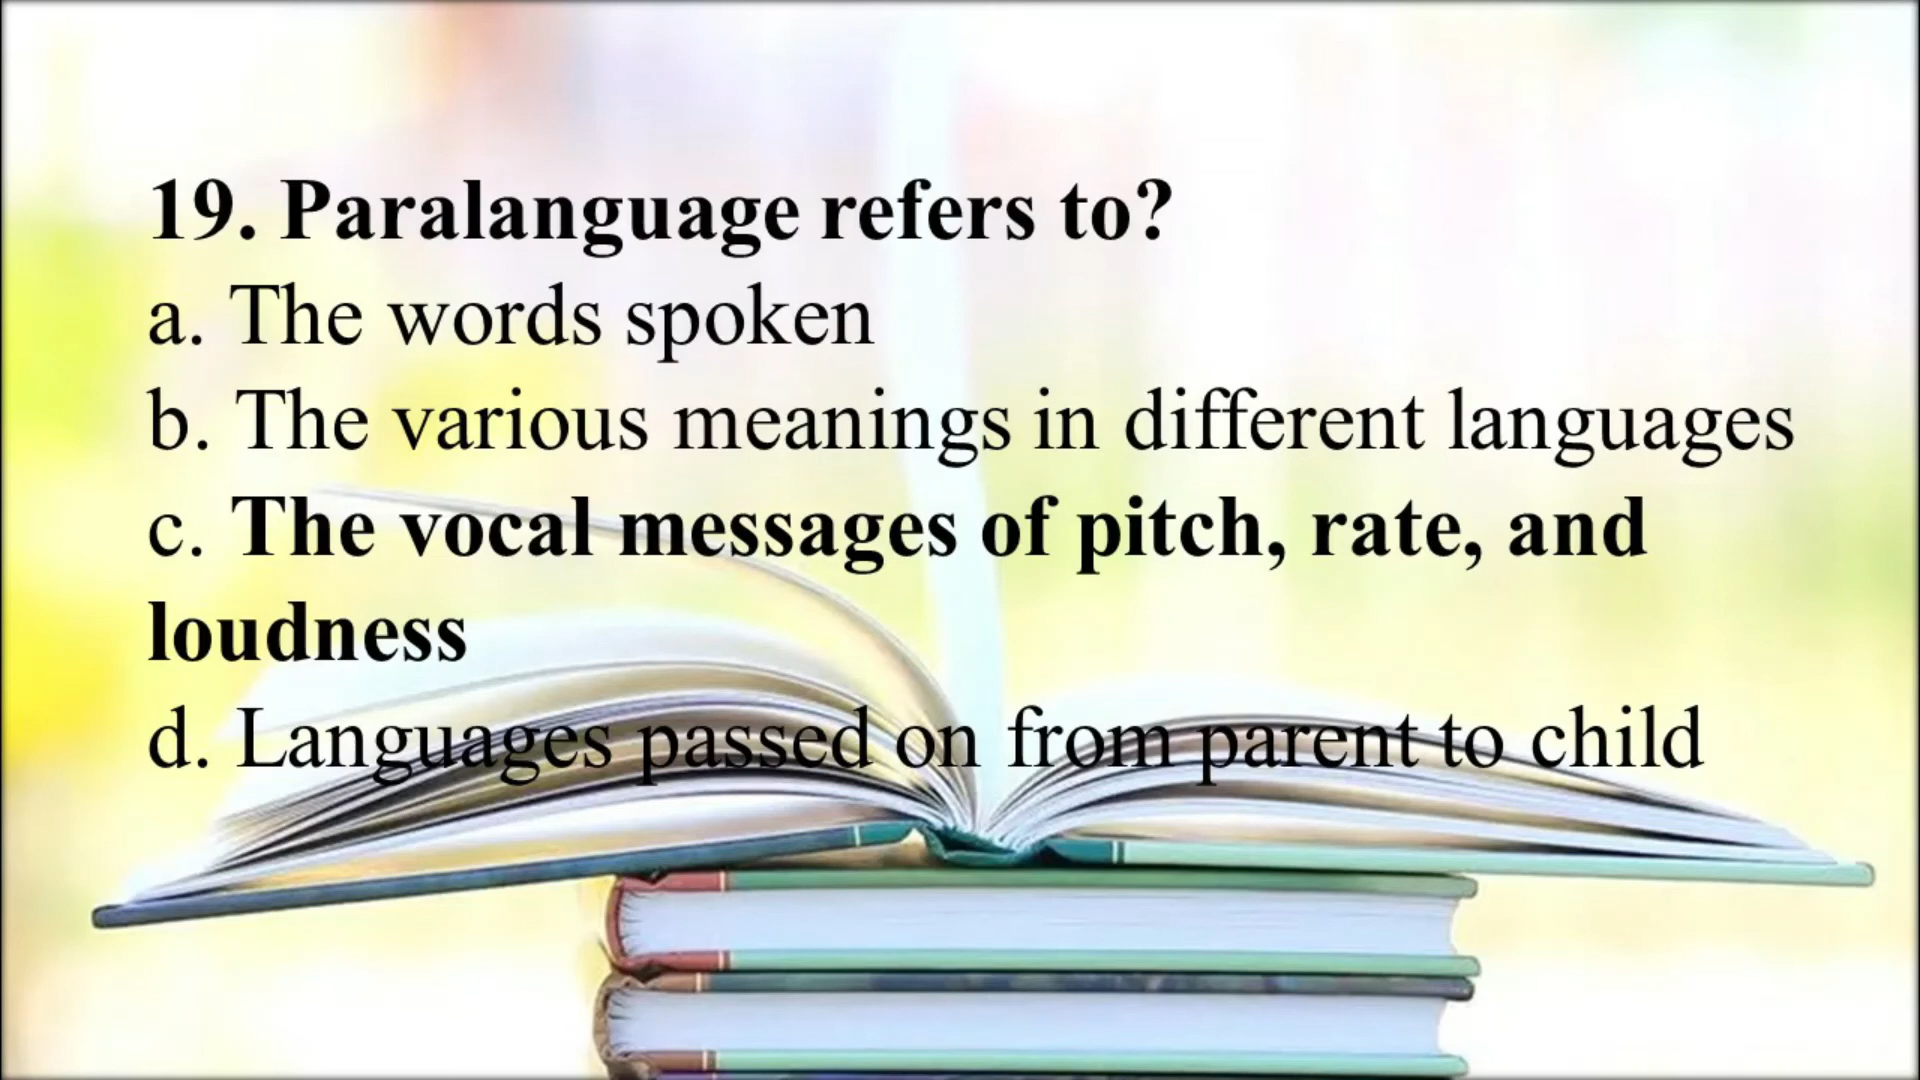 19. Paralanguage refers to?
a. The words spoken
b. The various meanings in different languages
c. The vocal messages of pitch, rate, and
loudness
d. Languages passed on from parent to child